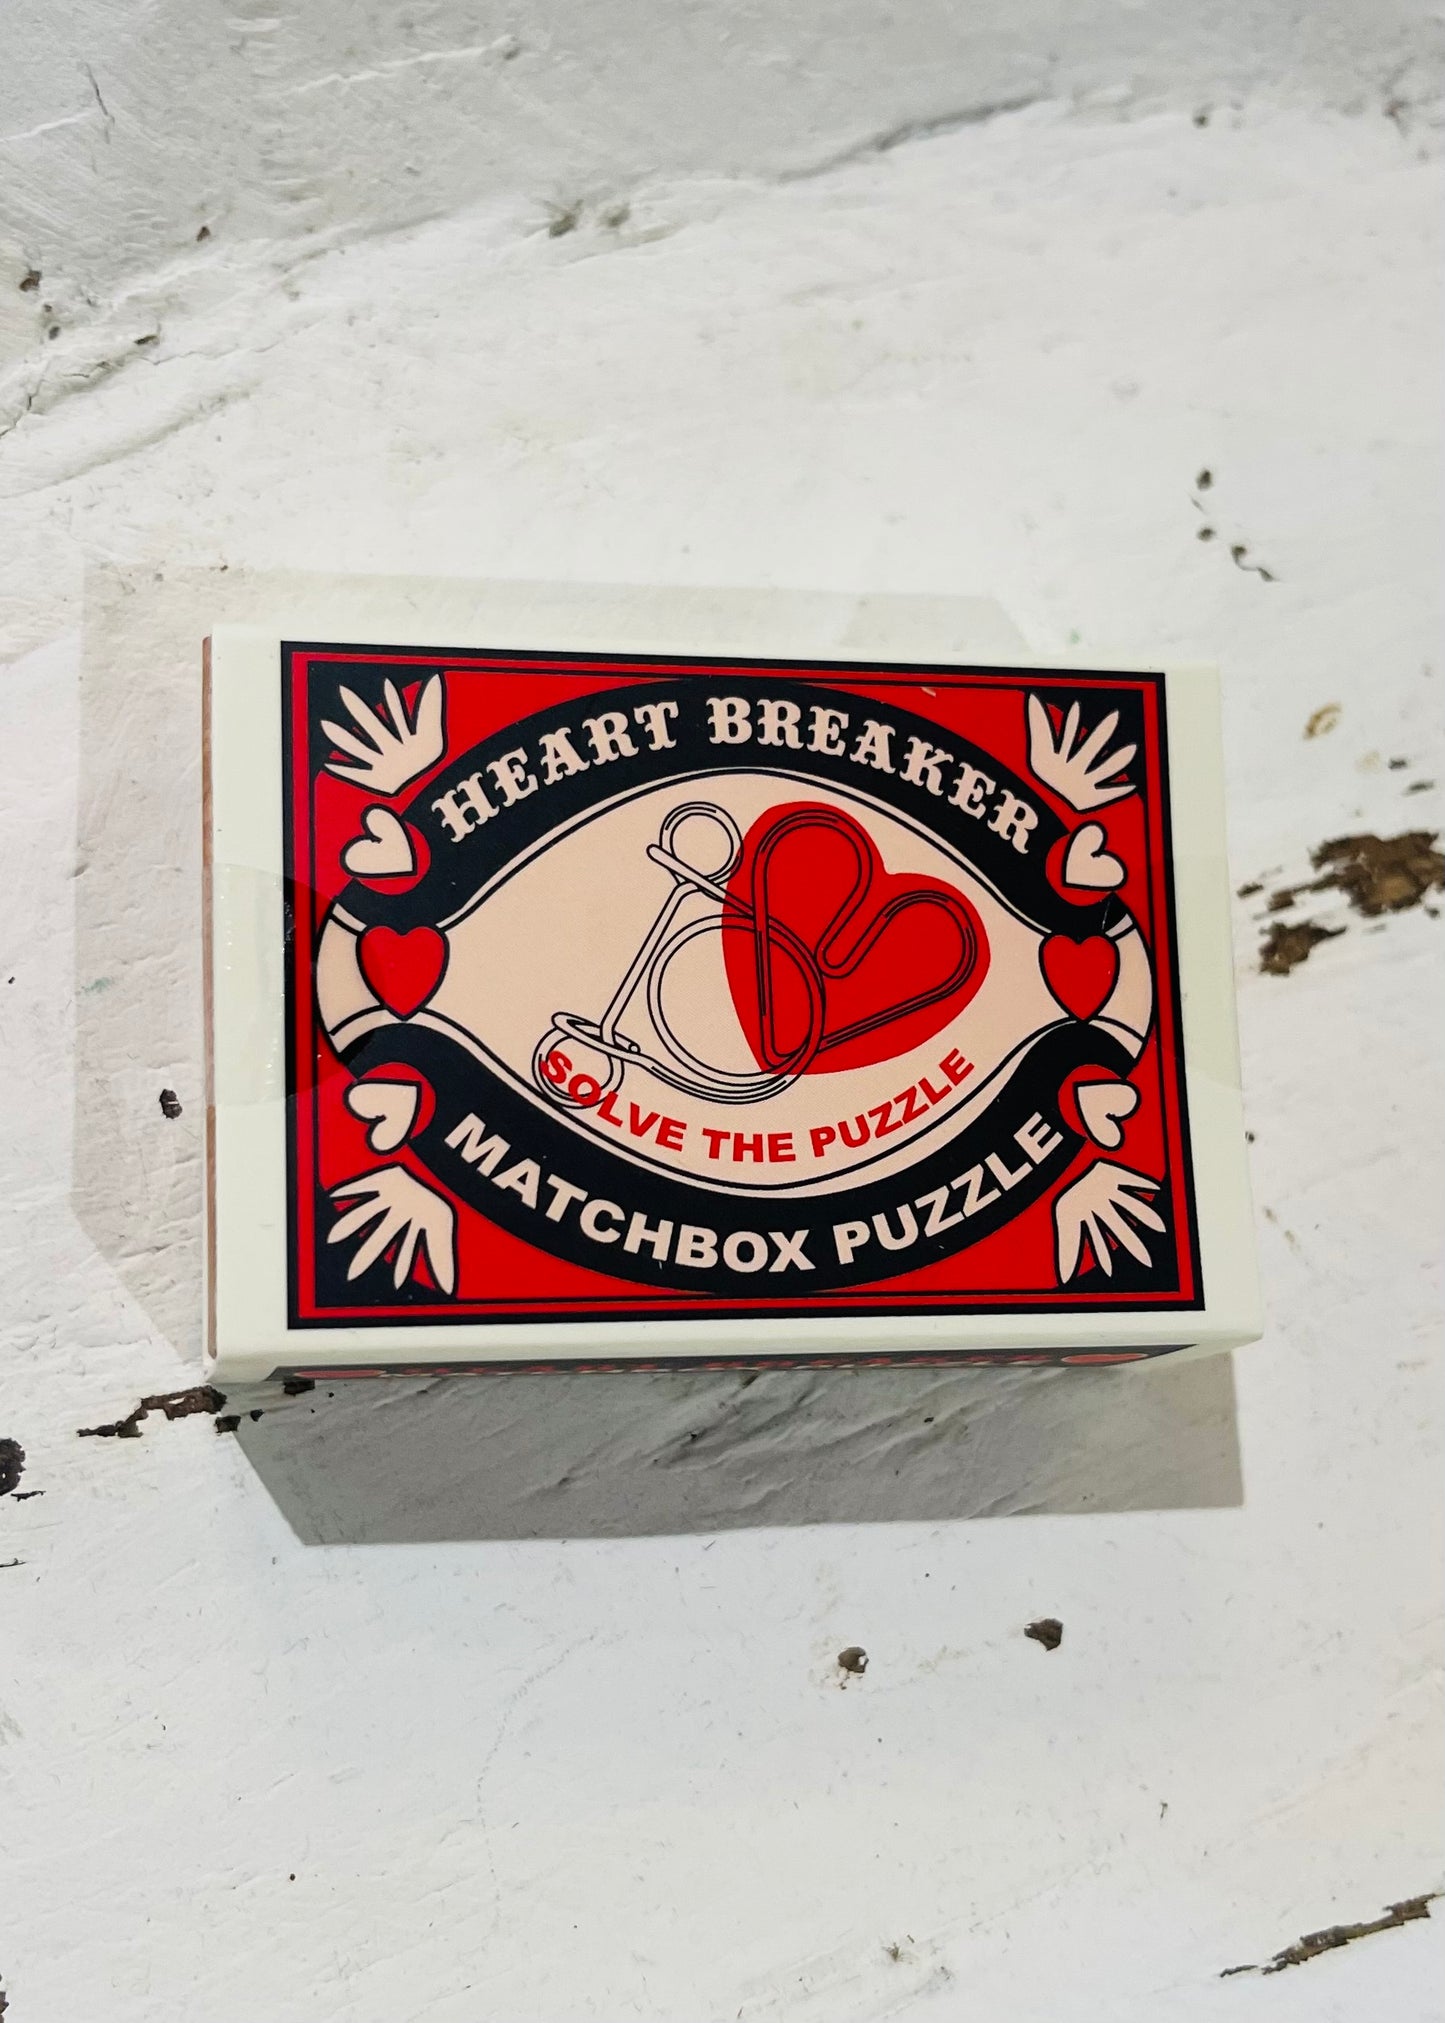 HEART BREAKER
SOLVE THE PUZZLE
MATCHBOX PUZZLE